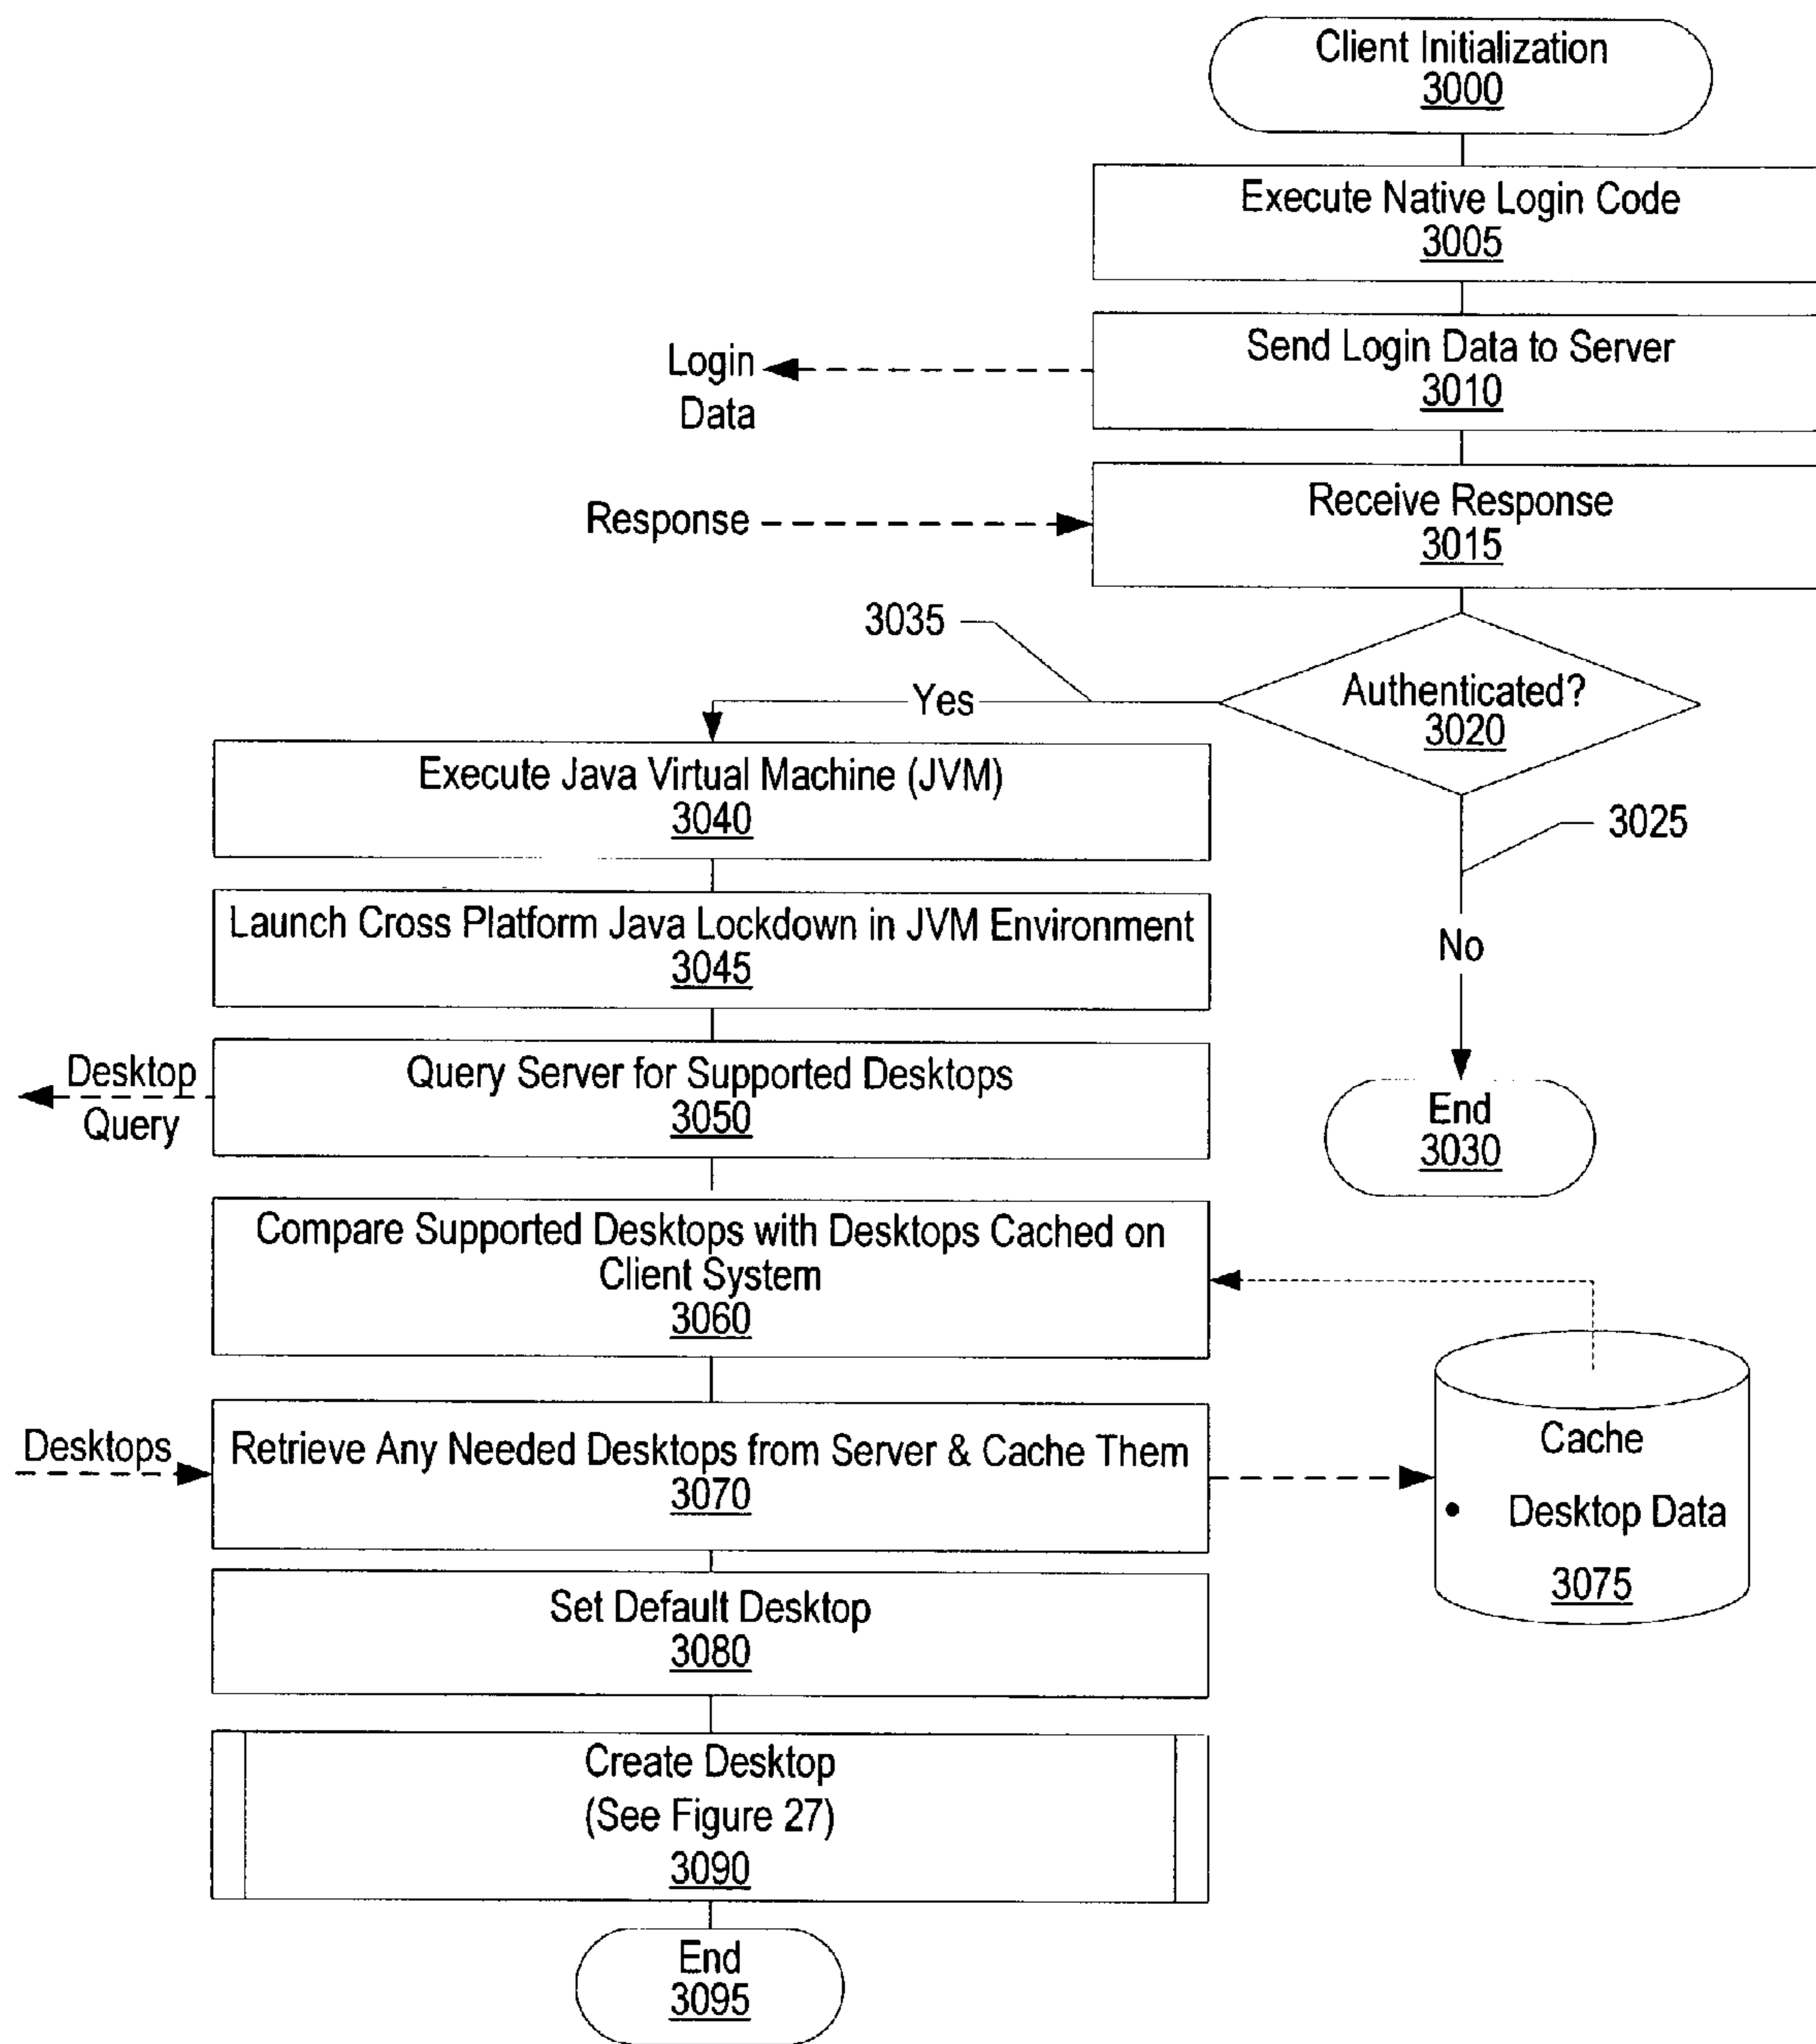 Client Initialization
3000
Execute Native Login Code
3005
Send Login Data to Server
3010
Login
Data
Receive Response
3015
Response
3035
Authenticated?
3020
Yes
3025
No
End
3030
Execute Java Virtual Machine (JVM)
3040
Launch Cross Platform Java Lockdown in JVM Environment
3045
Query Server for Supported Desktops
3050
Desktop
Query
Compare Supported Desktops with Desktops Cached on
Client System
3060
Desktops
Retrieve Any Needed Desktops from Server & Cache Them
3070
Cache
• Desktop Data
3075
Set Default Desktop
3080
Create Desktop
(See Figure 27)
3090
End
3095